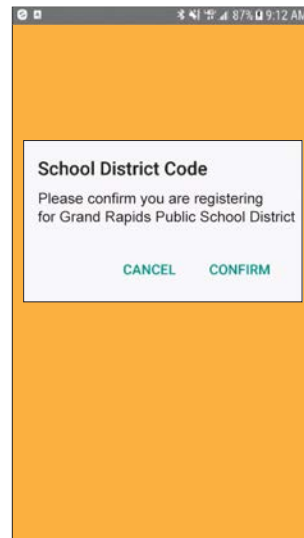 87% 9:12 AM
School District Code
Please confirm you are registering
for Grand Rapids Public School District
CANCEL CONFIRM